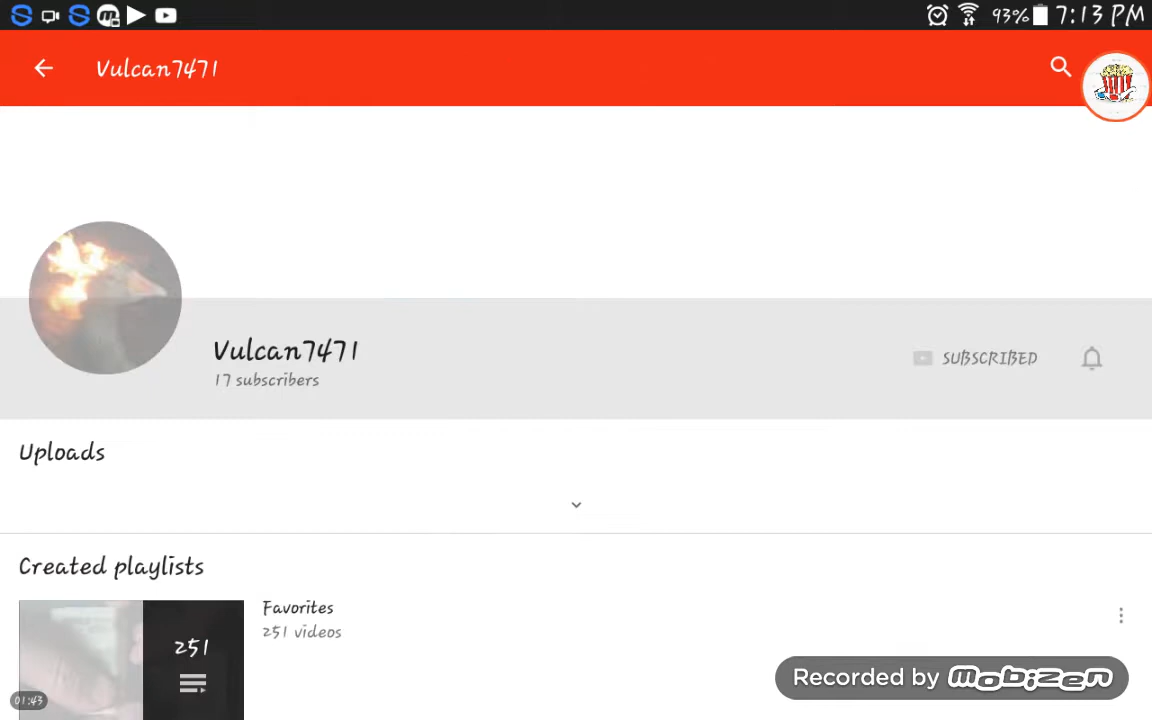 93% 7:13 PM
Vulcan7471
Vulcan7471
17 subscribers
SUBSCRIBED
Uploads
Created playlists
Favorites
251
251 videos
Recorded by mobizen
01:43